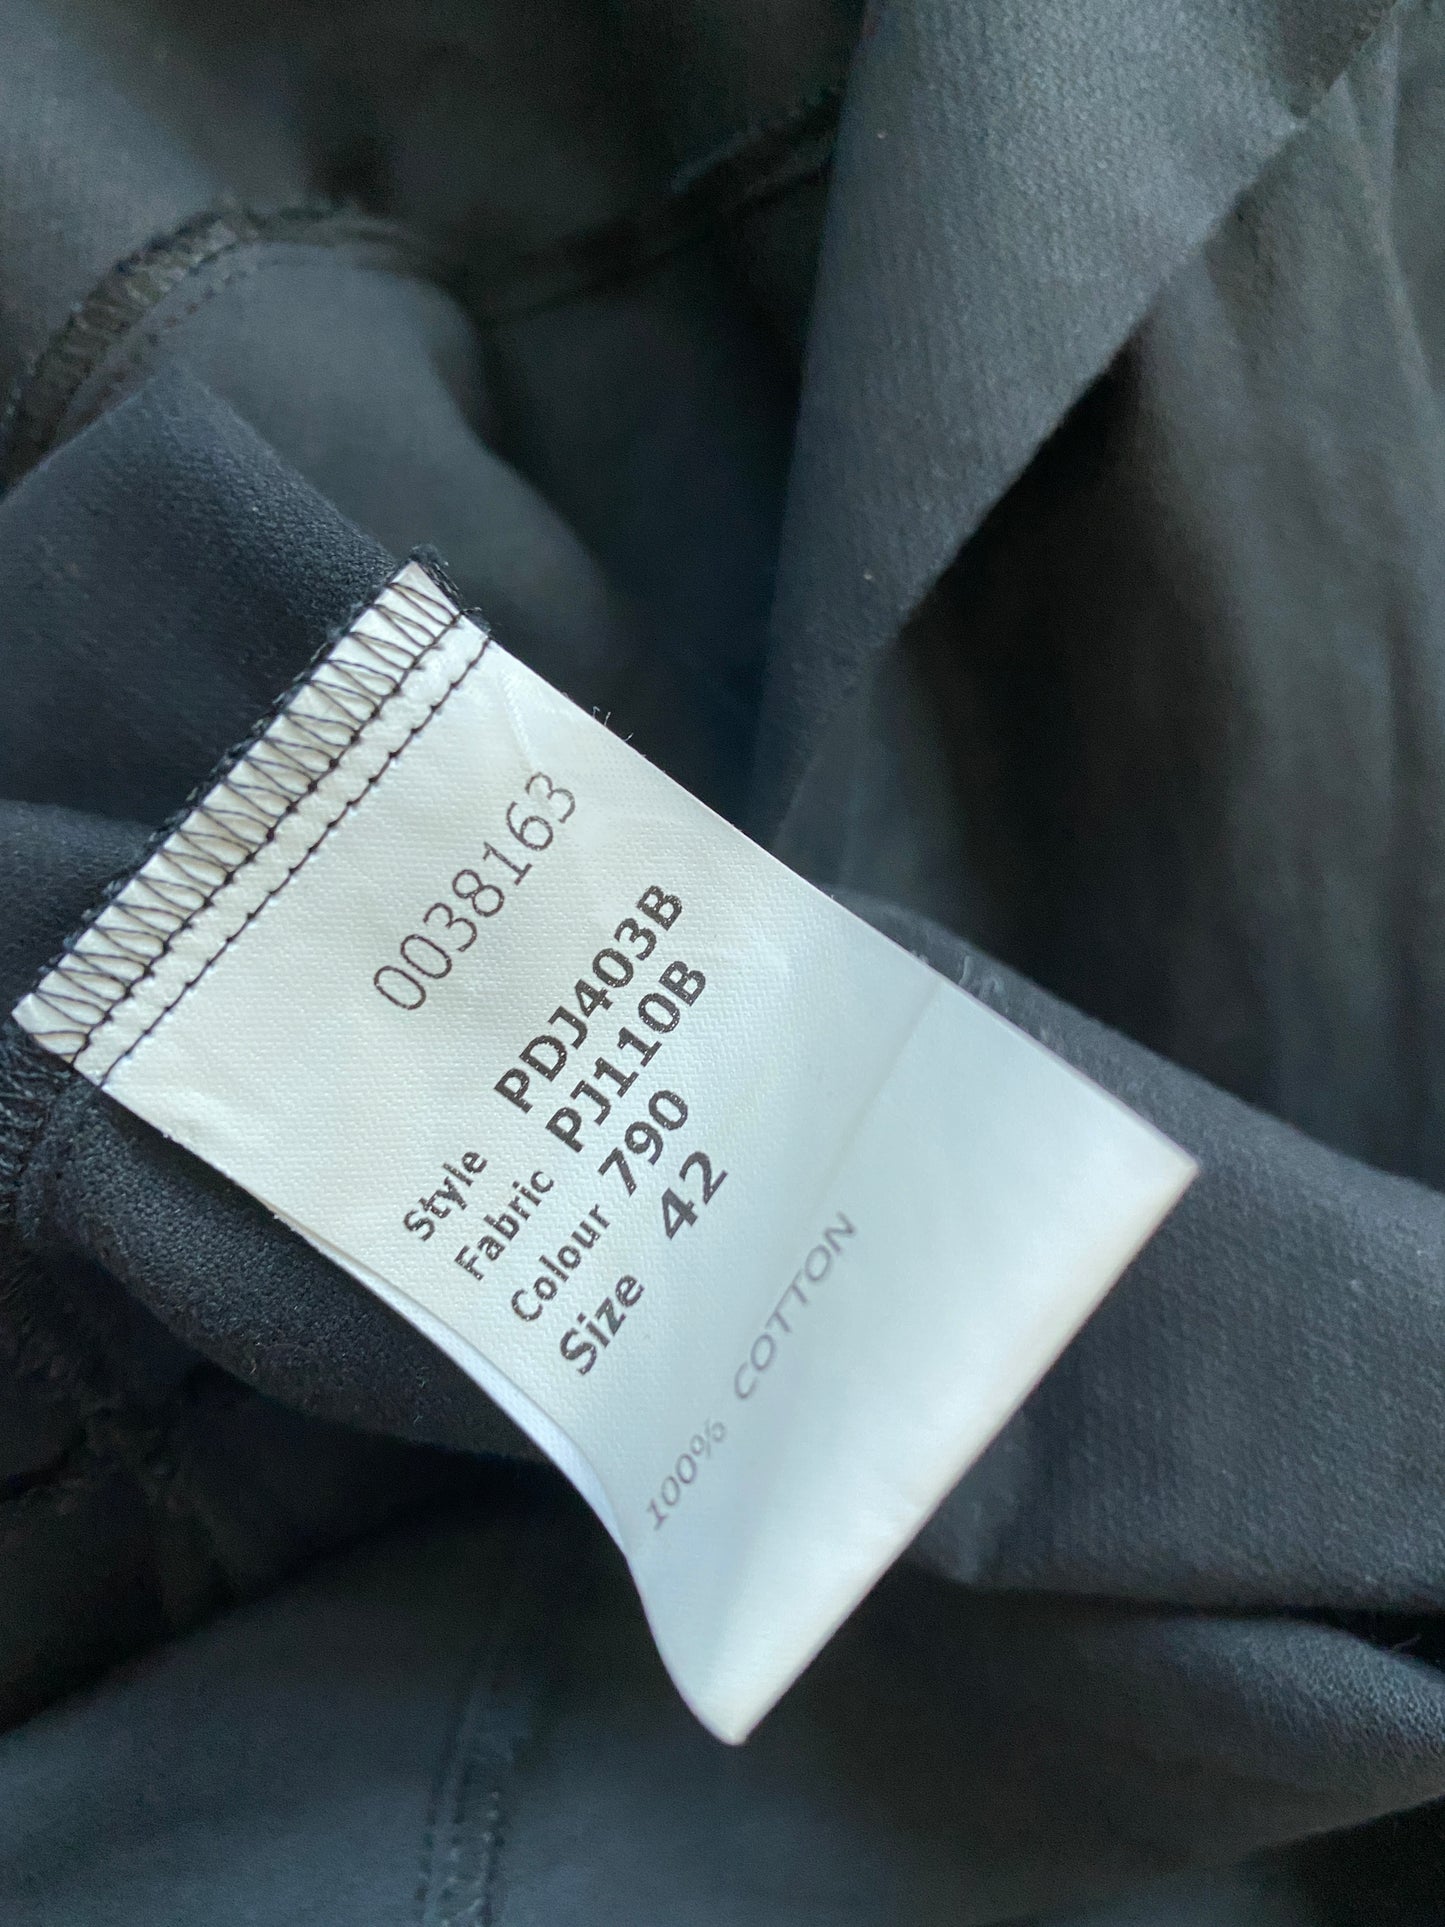 0038163
Style PDJ403B
Fabric PJ110B
Colour 790
Size 42
100% COTTON